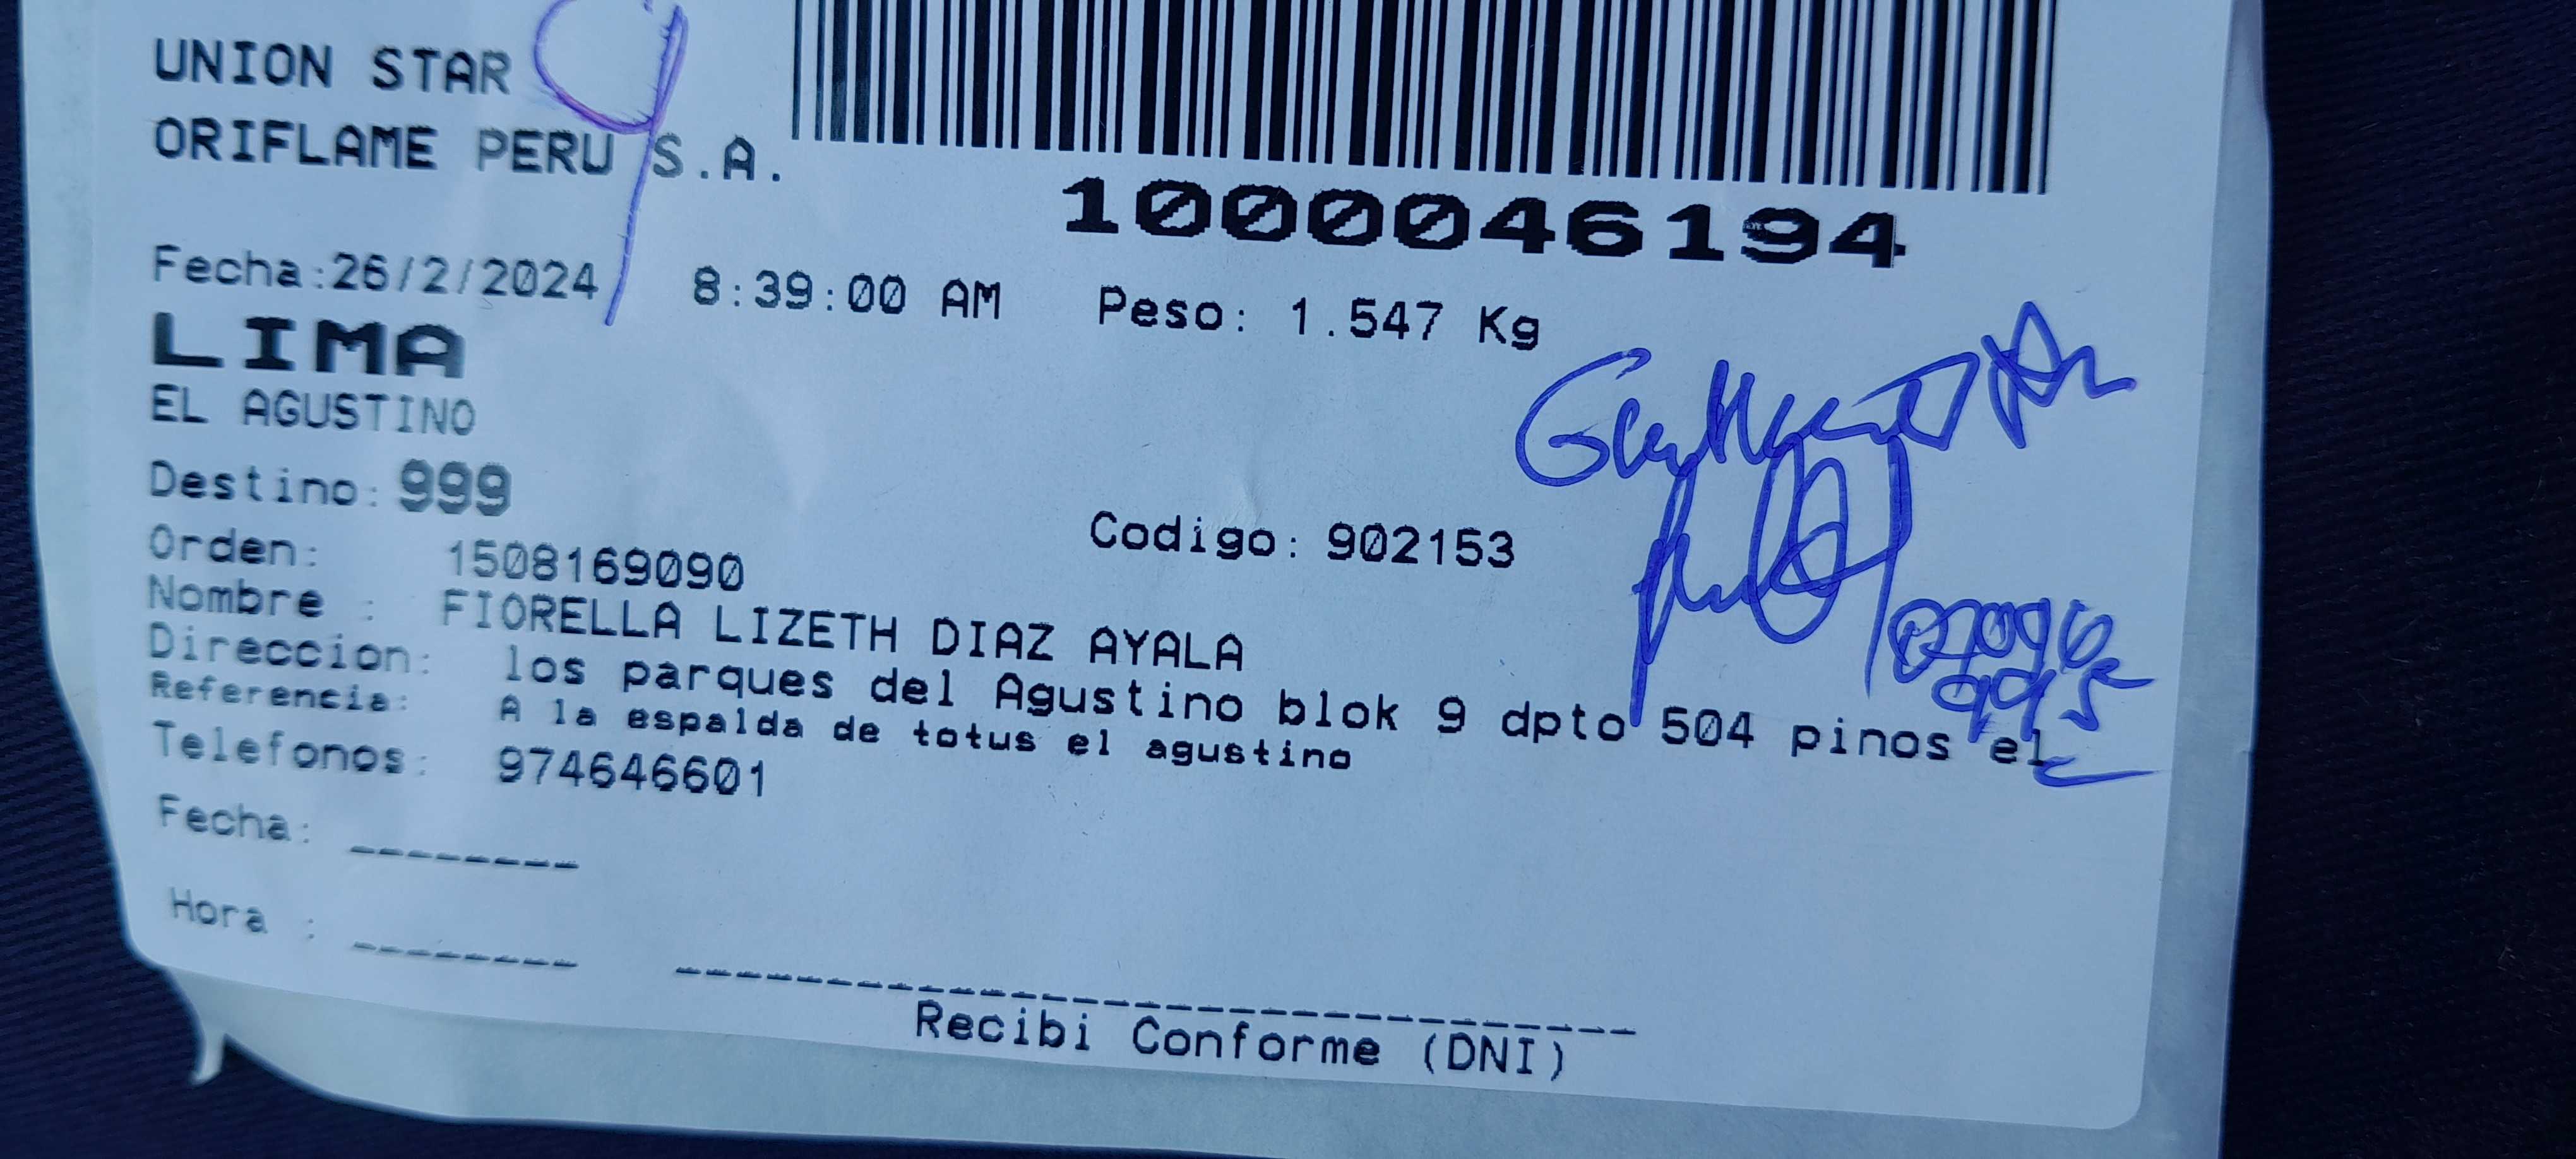 UNION STAR
ORIFLAME PERU S.A.
1000046194
Fecha:26/2/2024 8:39:00 AM Peso: 1.547 Kg
LIMA
EL AGUSTINO
Destino: 999
Orden: 1508169090 Codigo: 902153
Nombre : FIORELLA LIZETH DIAZ AYALA
Direccion: los parques del Agustino blok 9 dpto 504 pinos el
Referencia: A la espalda de totus el agustino
Telefonos: 974646601
Fecha: ________
Hora : ________
Recibi Conforme (DNI)